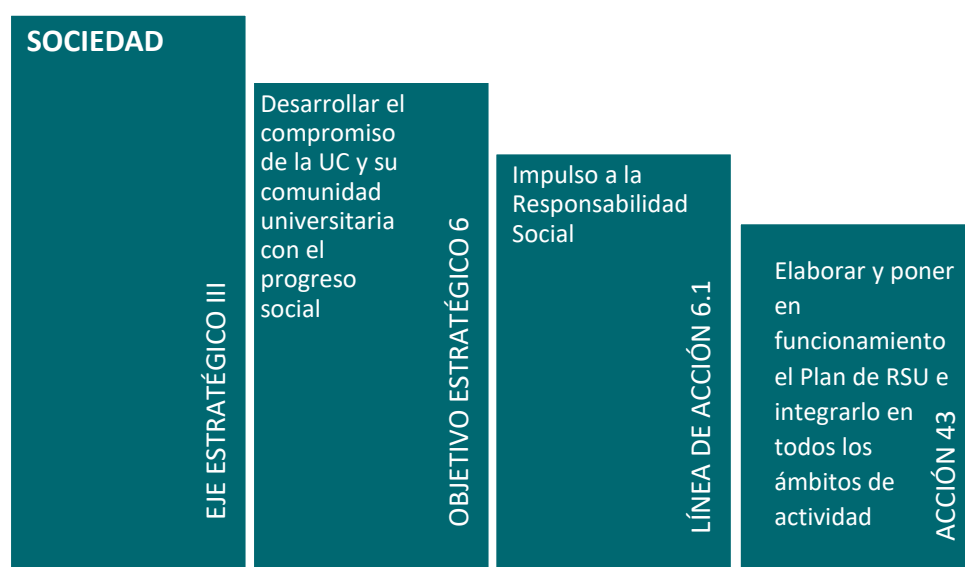 SOCIEDAD
EJE ESTRATÉGICO III
Desarrollar el
compromiso
de la UC y su
comunidad
universitaria
con el
progreso
social
OBJETIVO ESTRATÉGICO 6
Impulso a la
Responsabilidad
Social
LÍNEA DE ACCIÓN 6.1
Elaborar y poner
en
funcionamiento
el Plan de RSU e
integrarlo en
todos los
ámbitos de
actividad
ACCIÓN 43